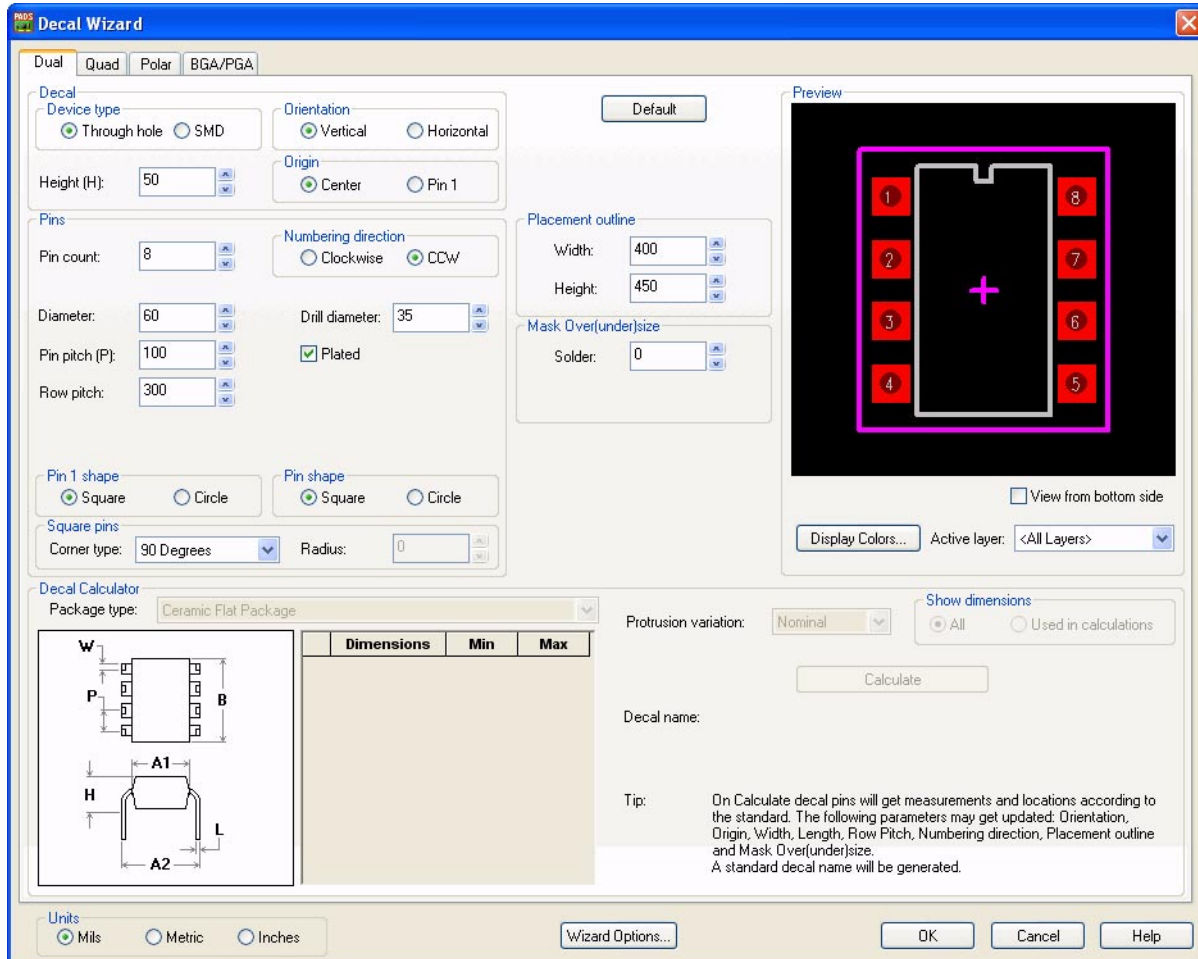 PADS
Decal Wizard
Dual Quad Polar BGA/PGA
Decal
Device type
Through hole SMD
Orientation
Vertical Horizontal
Default
Height (H): 50
Origin
Center Pin 1
Pins
Pin count: 8
Numbering direction
Clockwise CCW
Diameter: 60
Drill diameter: 35
Pin pitch (P): 100
Plated
Row pitch: 300
Placement outline
Width: 400
Height: 450
Mask Over(under)size
Solder: 0
Pin 1 shape
Square Circle
Pin shape
Square Circle
Square pins
Corner type: 90 Degrees
Radius: 0
Preview
1 8
2 7
3 6
4 5
View from bottom side
Display Colors... Active layer: <All Layers>
Decal Calculator
Package type: Ceramic Flat Package
W
P
B
A1
H
L
A2
Dimensions Min Max
Protrusion variation: Nominal
Show dimensions
All Used in calculations
Calculate
Decal name:
Tip: On Calculate decal pins will get measurements and locations according to
the standard. The following parameters may get updated: Orientation,
Origin, Width, Length, Row Pitch, Numbering direction, Placement outline
and Mask Over(under)size.
A standard decal name will be generated.
Units
Mils Metric Inches
Wizard Options...
OK Cancel Help